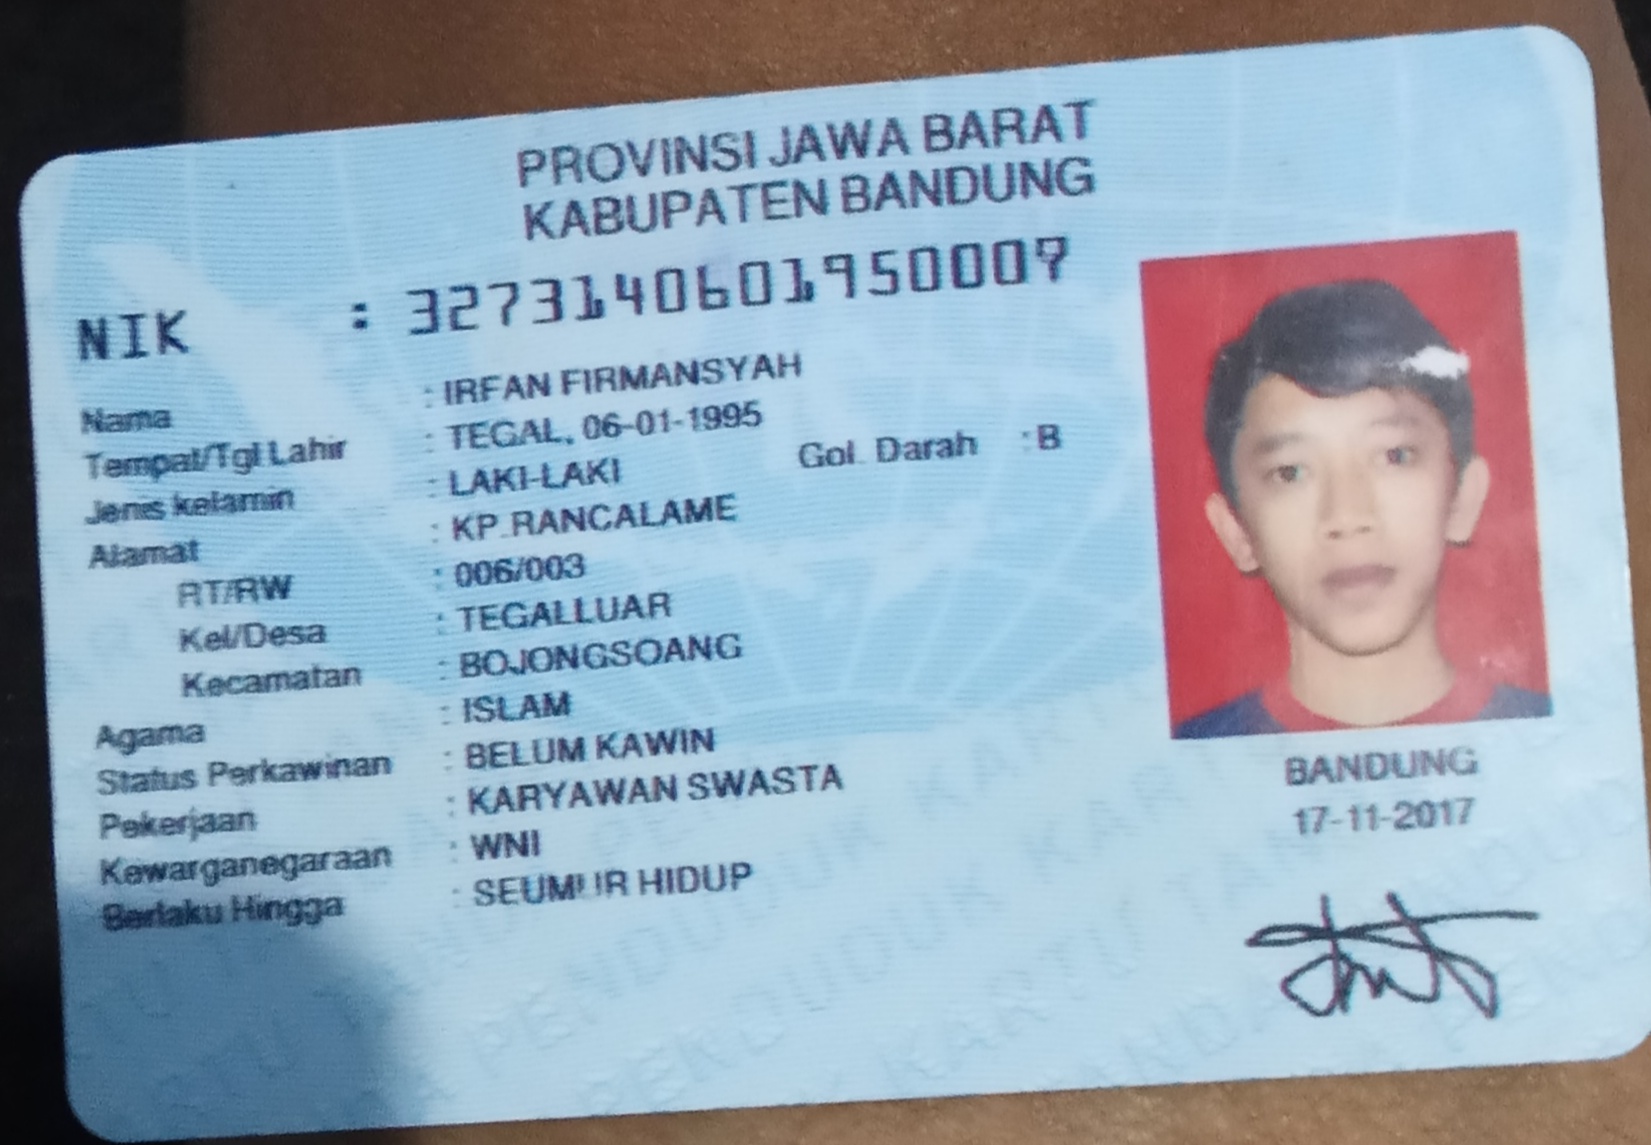 PROVINSI JAWA BARAT
KABUPATEN BANDUNG
NIK : 3273140601950007
Nama : IRFAN FIRMANSYAH
Tempat/Tgl Lahir : TEGAL, 06-01-1995
Jenis kelamin : LAKI-LAKI Gol. Darah : B
Alamat : KP.RANCALAME
RT/RW : 006/003
Kel/Desa : TEGALLUAR
Kecamatan : BOJONGSOANG
Agama : ISLAM
Status Perkawinan : BELUM KAWIN
Pekerjaan : KARYAWAN SWASTA
Kewarganegaraan : WNI
Berlaku Hingga : SEUMUR HIDUP
BANDUNG
17-11-2017